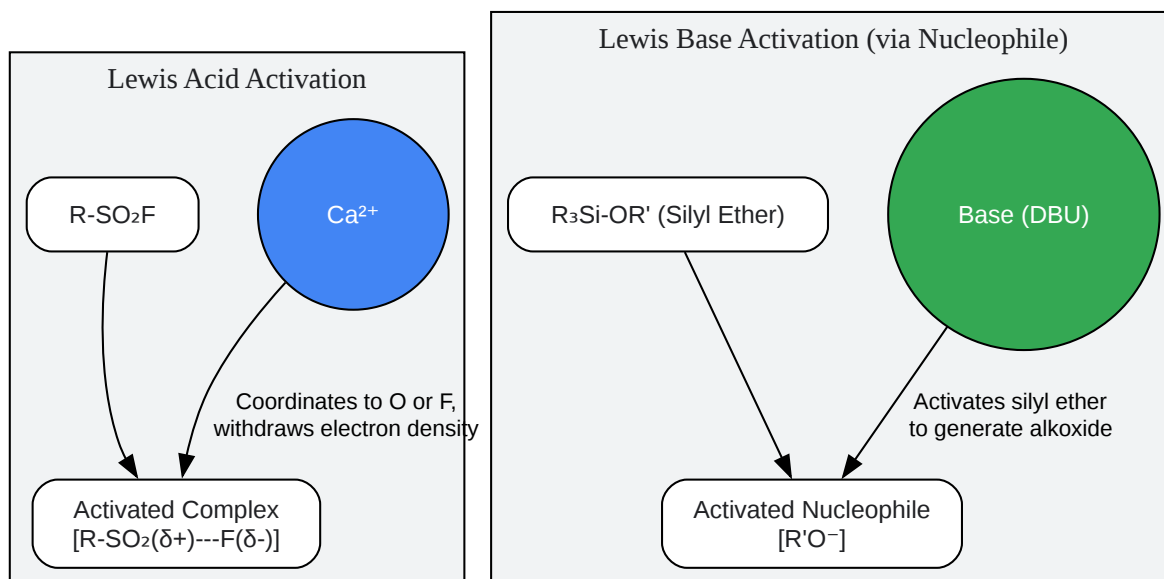 Lewis Acid Activation
R-SO₂F
Ca²⁺
Coordinates to O or F,
withdraws electron density
Activated Complex
[R-SO₂(δ+)---F(δ-)]
Lewis Base Activation (via Nucleophile)
R₃Si-OR' (Silyl Ether)
Base (DBU)
Activates silyl ether
to generate alkoxide
Activated Nucleophile
[R'O⁻]